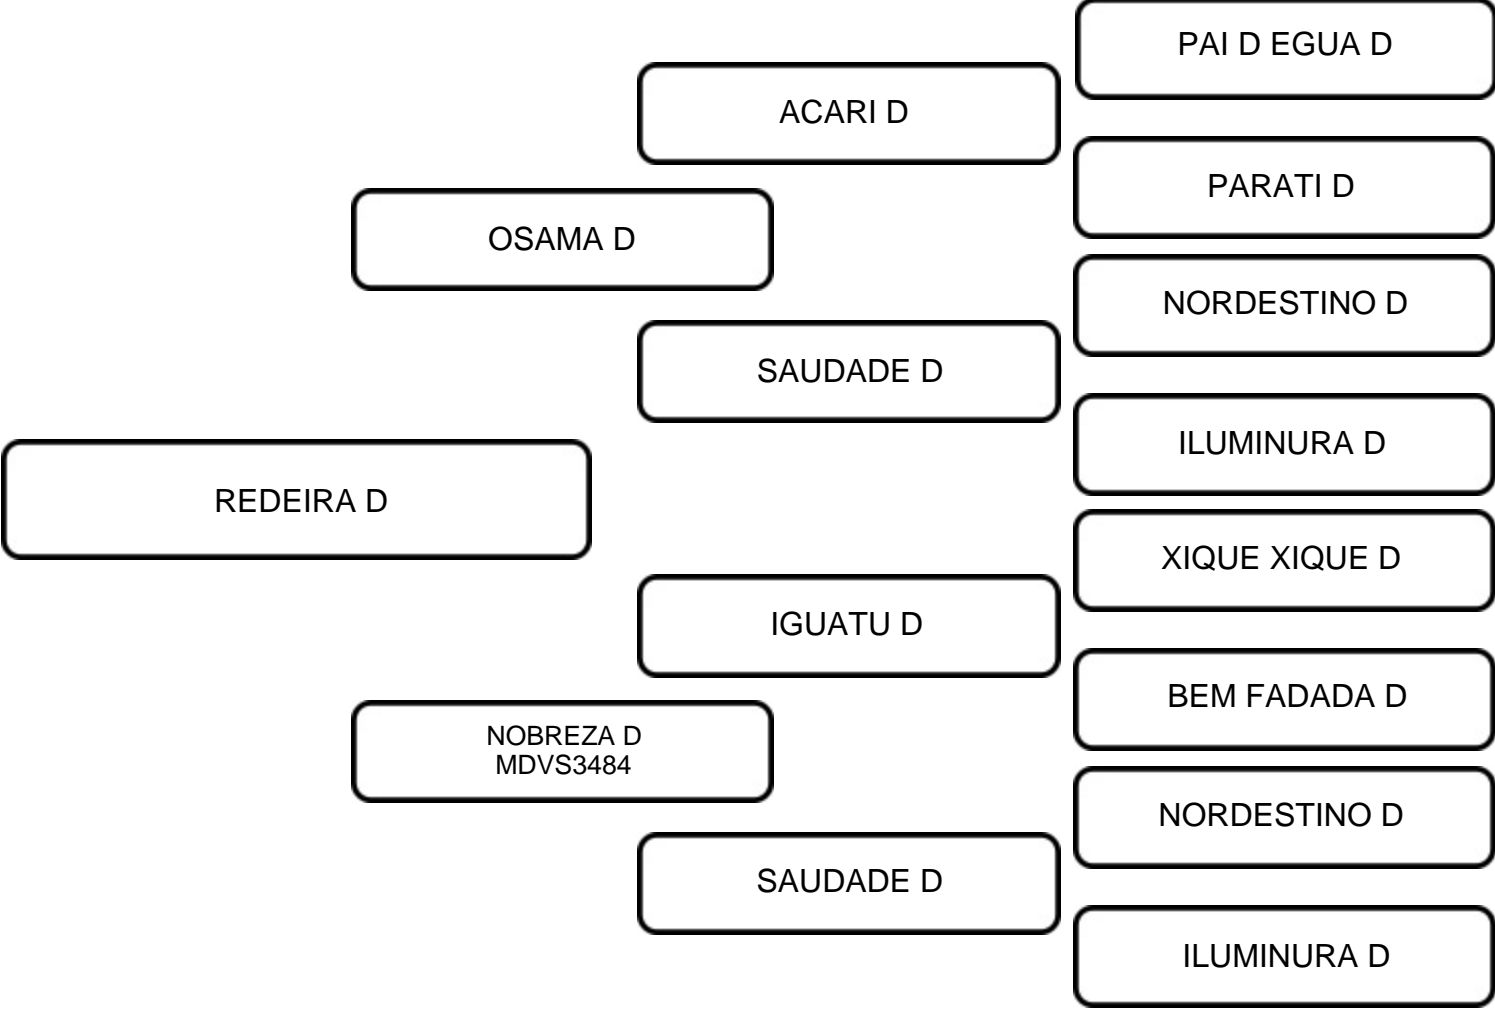 PAI D EGUA D
ACARI D
PARATI D
OSAMA D
NORDESTINO D
SAUDADE D
ILUMINURA D
REDEIRA D
XIQUE XIQUE D
IGUATU D
BEM FADADA D
NOBREZA D
MDVS3484
NORDESTINO D
SAUDADE D
ILUMINURA D